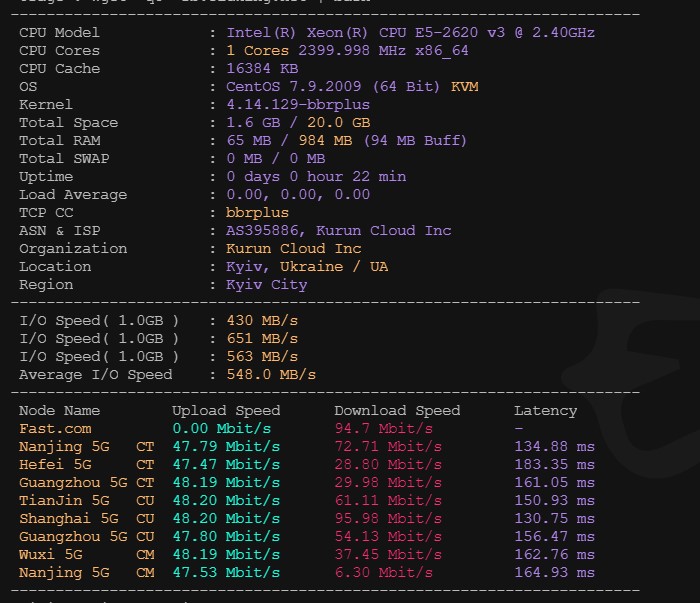 ------------------------------------------------------------------
CPU Model : Intel(R) Xeon(R) CPU E5-2620 v3 @ 2.40GHz
CPU Cores : 1 Cores 2399.998 MHz x86_64
CPU Cache : 16384 KB
OS : CentOS 7.9.2009 (64 Bit) KVM
Kernel : 4.14.129-bbrplus
Total Space : 1.6 GB / 20.0 GB
Total RAM : 65 MB / 984 MB (94 MB Buff)
Total SWAP : 0 MB / 0 MB
Uptime : 0 days 0 hour 22 min
Load Average : 0.00, 0.00, 0.00
TCP CC : bbrplus
ASN & ISP : AS395886, Kurun Cloud Inc
Organization : Kurun Cloud Inc
Location : Kyiv, Ukraine / UA
Region : Kyiv City
------------------------------------------------------------------
I/O Speed( 1.0GB ) : 430 MB/s
I/O Speed( 1.0GB ) : 651 MB/s
I/O Speed( 1.0GB ) : 563 MB/s
Average I/O Speed : 548.0 MB/s
------------------------------------------------------------------
Node Name Upload Speed Download Speed Latency
Fast.com 0.00 Mbit/s 94.7 Mbit/s -
Nanjing 5G CT 47.79 Mbit/s 72.71 Mbit/s 134.88 ms
Hefei 5G CT 47.47 Mbit/s 28.80 Mbit/s 183.35 ms
Guangzhou 5G CT 48.19 Mbit/s 29.98 Mbit/s 161.05 ms
TianJin 5G CU 48.20 Mbit/s 61.11 Mbit/s 150.93 ms
Shanghai 5G CU 48.20 Mbit/s 95.98 Mbit/s 130.75 ms
Guangzhou 5G CU 47.80 Mbit/s 54.13 Mbit/s 156.47 ms
Wuxi 5G CM 48.19 Mbit/s 37.45 Mbit/s 162.76 ms
Nanjing 5G CM 47.53 Mbit/s 6.30 Mbit/s 164.93 ms
------------------------------------------------------------------